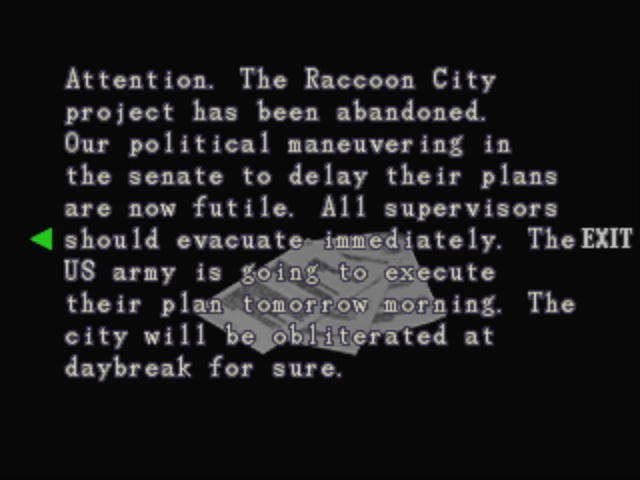 Attention. The Raccoon City
project has been abandoned.
Our political maneuvering in
the senate to delay their plans
are now futile. All supervisors
should evacuate immediately. The
EXIT
US army is going to execute
their plan tomorrow morning. The
city will be obliterated at
daybreak for sure.